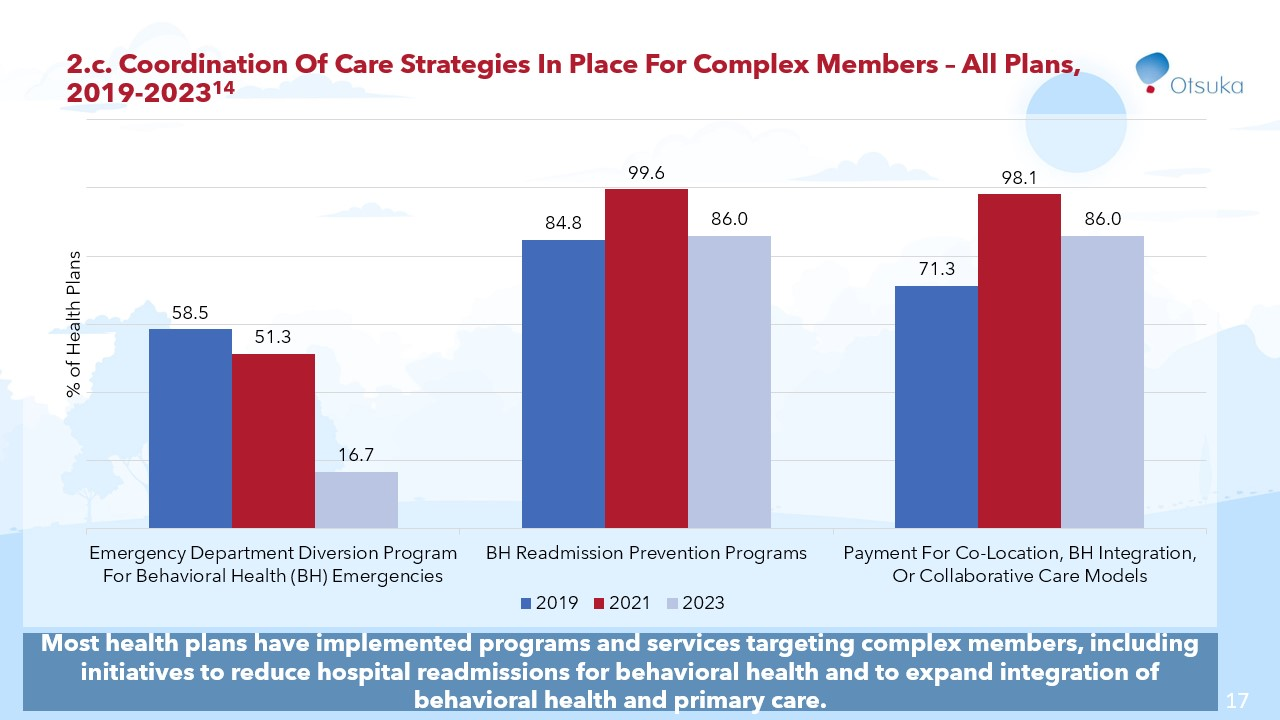 2.c. Coordination Of Care Strategies In Place For Complex Members – All Plans,
2019-2023¹⁴
Otsuka
% of Health Plans
58.5
51.3
16.7
84.8
99.6
86.0
71.3
98.1
86.0
Emergency Department Diversion Program
For Behavioral Health (BH) Emergencies
BH Readmission Prevention Programs
Payment For Co-Location, BH Integration,
Or Collaborative Care Models
2019 2021 2023
Most health plans have implemented programs and services targeting complex members, including
initiatives to reduce hospital readmissions for behavioral health and to expand integration of
behavioral health and primary care.
17